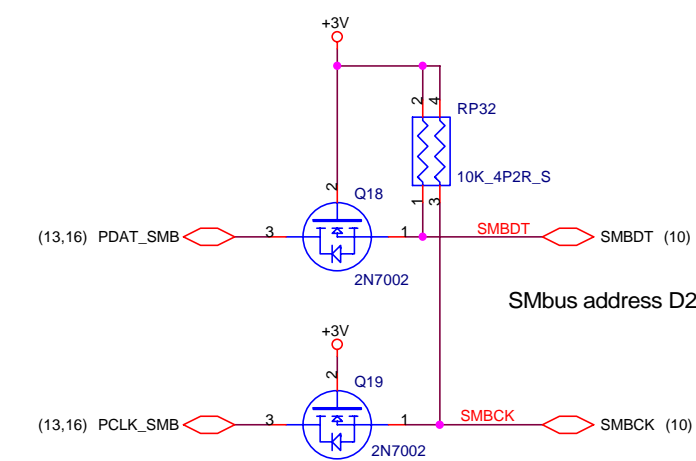 +3V
2 4
RP32
10K_4P2R_S
2
Q18
1 3
(13,16) PDAT_SMB
3
1
SMBDT
SMBDT (10)
2N7002
SMbus address D2
+3V
2
Q19
(13,16) PCLK_SMB
3
1
SMBCK
SMBCK (10)
2N7002